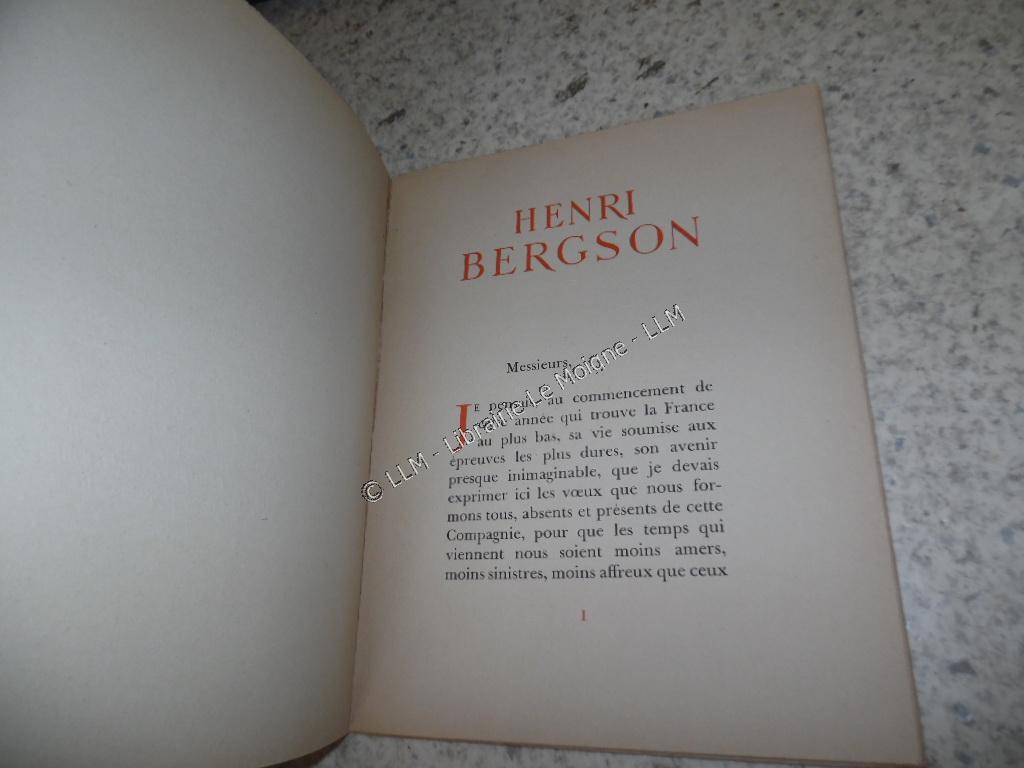 HENRI
BERGSON
Messieurs,
JE pensais au commencement de
cette année qui trouve la France
au plus bas, sa vie soumise aux
épreuves les plus dures, son avenir
presque inimaginable, que je devais
exprimer ici les vœux que nous for-
mons tous, absents et présents de cette
Compagnie, pour que les temps qui
viennent nous soient moins amers,
moins sinistres, moins affreux que ceux
I
© LLM - Librairie Le Moigne - LLM